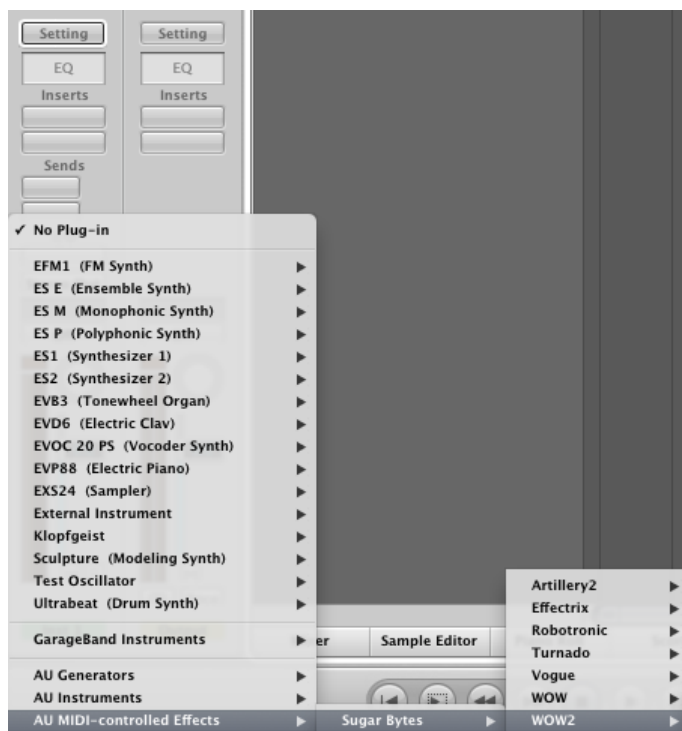 Setting
Setting
EQ
EQ
Inserts
Inserts
Sends
✓ No Plug-in
EFM1 (FM Synth)
ES E (Ensemble Synth)
ES M (Monophonic Synth)
ES P (Polyphonic Synth)
ES1 (Synthesizer 1)
ES2 (Synthesizer 2)
EVB3 (Tonewheel Organ)
EVD6 (Electric Clav)
EVOC 20 PS (Vocoder Synth)
EVP88 (Electric Piano)
EXS24 (Sampler)
External Instrument
Klopfgeist
Sculpture (Modeling Synth)
Test Oscillator
Ultrabeat (Drum Synth)
GarageBand Instruments
Sample Editor
AU Generators
AU Instruments
AU MIDI-controlled Effects
Sugar Bytes
Artillery2
Effectrix
Robotronic
Turnado
Vogue
WOW
WOW2